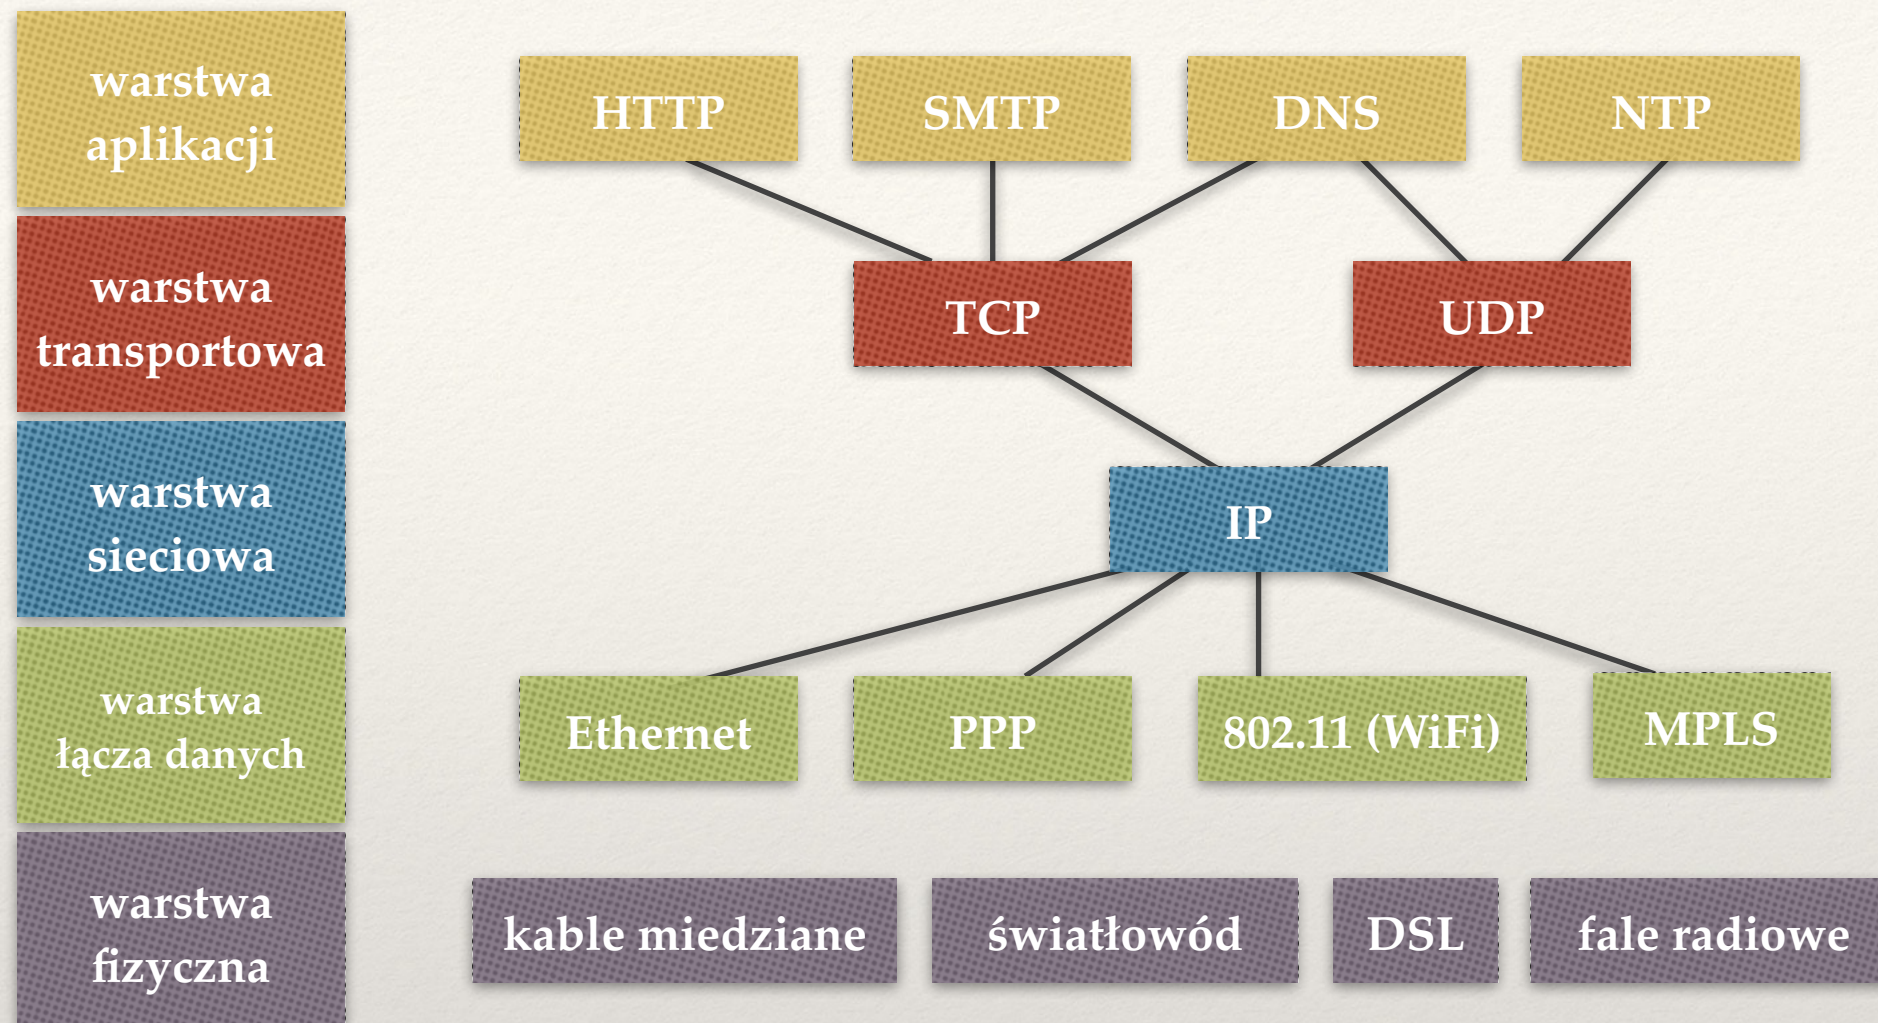 warstwa
aplikacji
HTTP
SMTP
DNS
NTP
warstwa
transportowa
TCP
UDP
warstwa
sieciowa
IP
warstwa
łącza danych
Ethernet
PPP
802.11 (WiFi)
MPLS
warstwa
fizyczna
kable miedziane
światłowód
DSL
fale radiowe